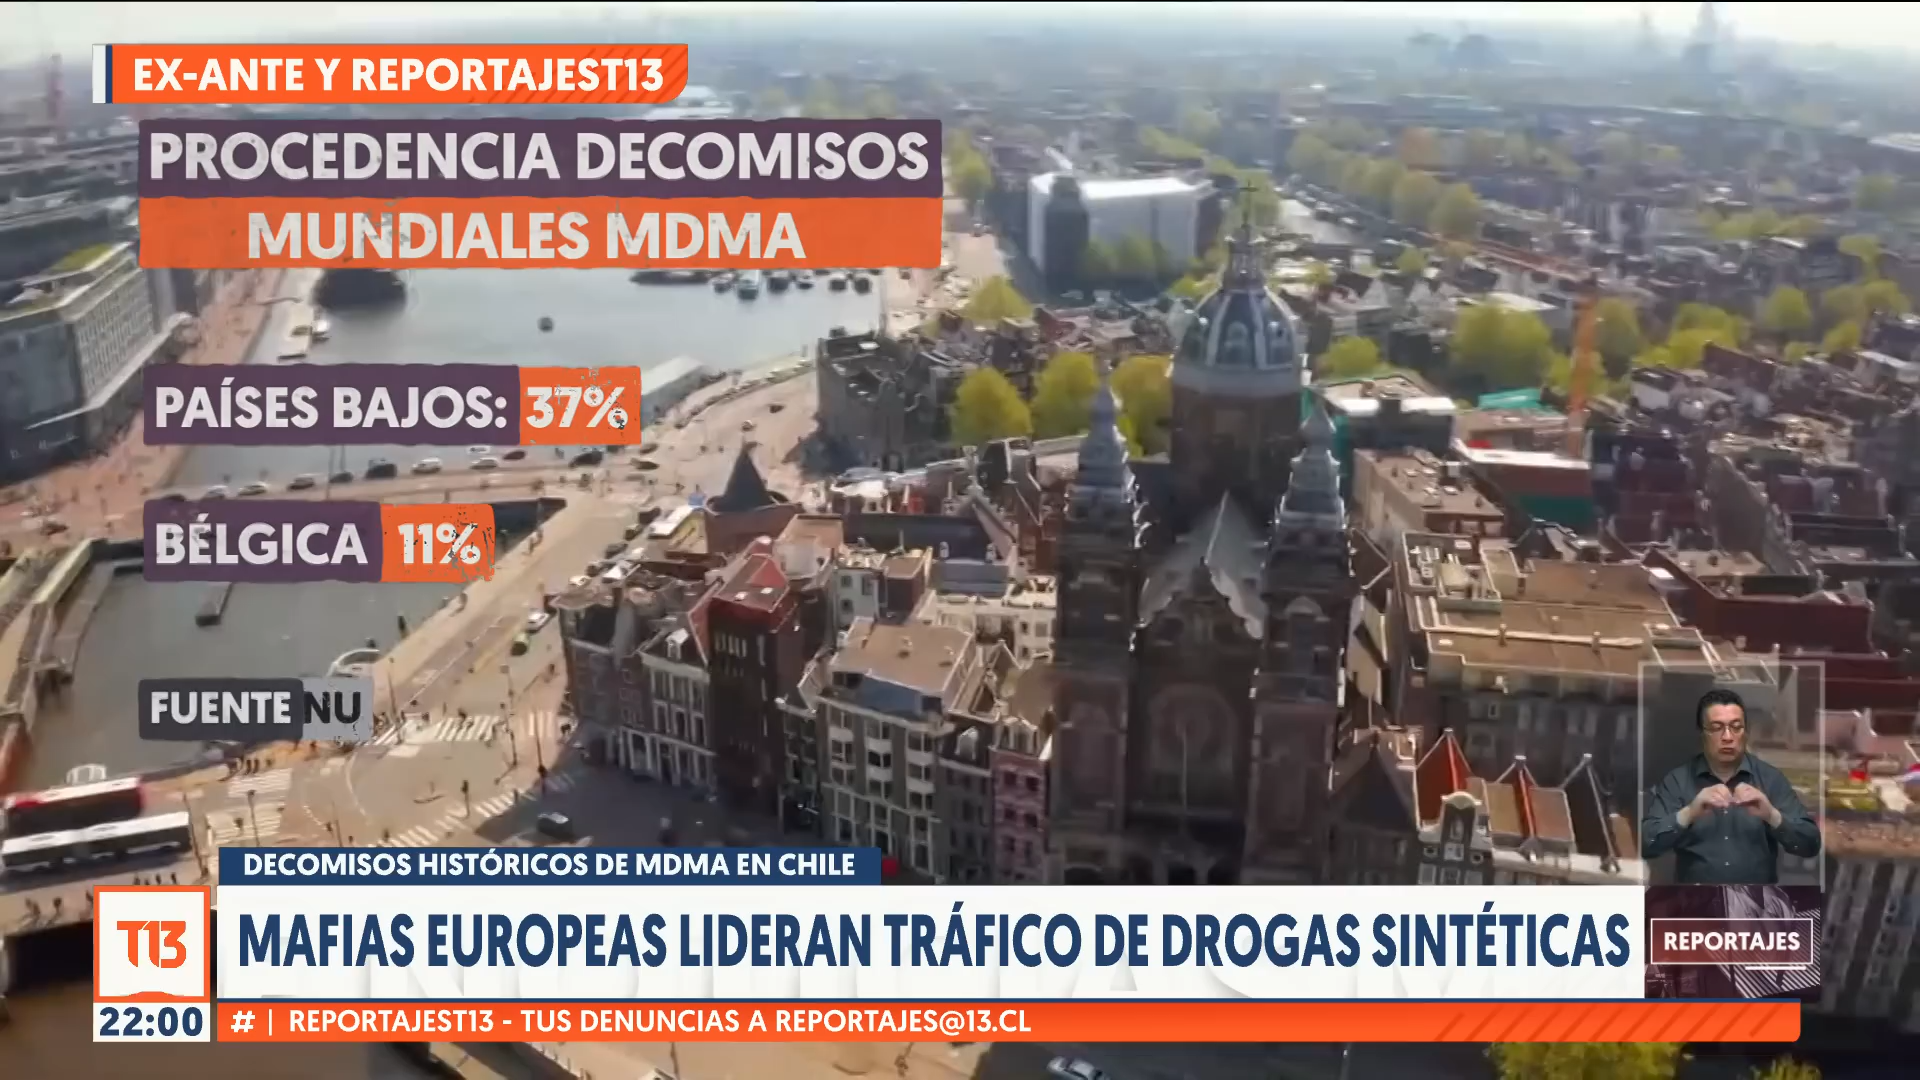 EX-ANTE Y REPORTAJEST13
PROCEDENCIA DECOMISOS
MUNDIALES MDMA
PAÍSES BAJOS: 37%
BÉLGICA 11%
FUENTE NU
DECOMISOS HISTÓRICOS DE MDMA EN CHILE
T13
MAFIAS EUROPEAS LIDERAN TRÁFICO DE DROGAS SINTÉTICAS
REPORTAJES
22:00 # | REPORTAJEST13 - TUS DENUNCIAS A REPORTAJES@13.CL